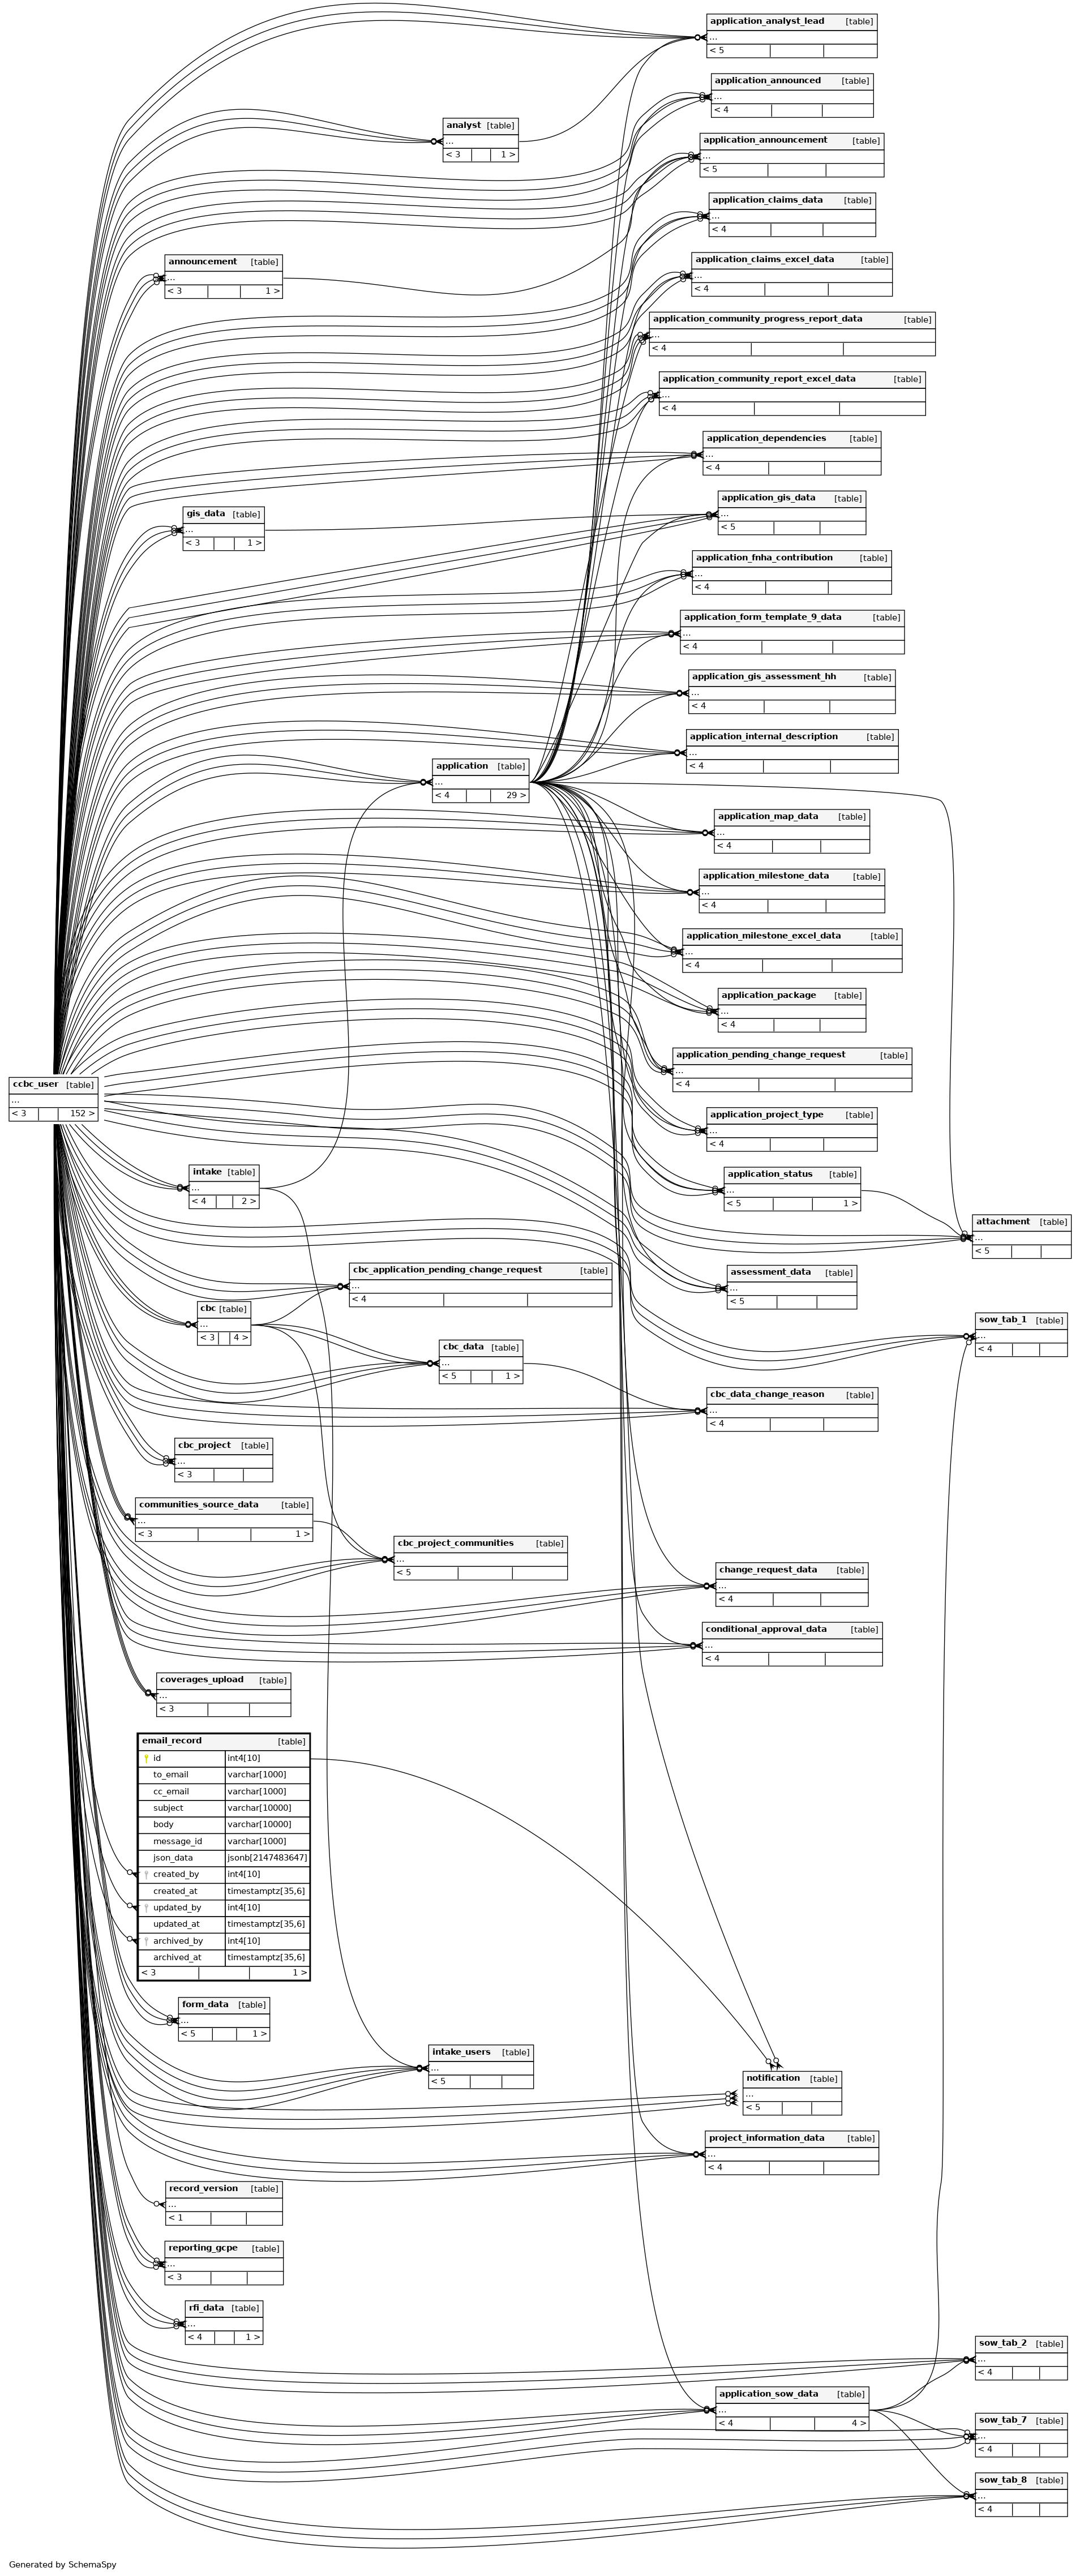 application_analyst_lead [table]
...
< 5
application_announced [table]
...
< 4
analyst [table]
...
< 3 1 >
application_announcement [table]
...
< 5
application_claims_data [table]
...
< 4
announcement [table]
...
< 3 1 >
application_claims_excel_data [table]
...
< 4
application_community_progress_report_data [table]
...
< 4
application_community_report_excel_data [table]
...
< 4
application_dependencies [table]
...
< 4
application_gis_data [table]
...
< 5
gis_data [table]
...
< 3 1 >
application_fnha_contribution [table]
...
< 4
application_form_template_9_data [table]
...
< 4
application_gis_assessment_hh [table]
...
< 4
application_internal_description [table]
...
< 4
application [table]
...
< 4 29 >
application_map_data [table]
...
< 4
application_milestone_data [table]
...
< 4
application_milestone_excel_data [table]
...
< 4
application_package [table]
...
< 4
application_pending_change_request [table]
...
< 4
ccbc_user [table]
...
< 3 152 >
application_project_type [table]
...
< 4
intake [table]
...
< 4 2 >
application_status [table]
...
< 5 1 >
attachment [table]
...
< 5
cbc_application_pending_change_request [table]
...
< 4
assessment_data [table]
...
< 5
cbc [table]
...
< 3 4 >
sow_tab_1 [table]
...
< 4
cbc_data [table]
...
< 5 1 >
cbc_data_change_reason [table]
...
< 4
cbc_project [table]
...
< 3
communities_source_data [table]
...
< 3 1 >
cbc_project_communities [table]
...
< 5
change_request_data [table]
...
< 4
conditional_approval_data [table]
...
< 4
coverages_upload [table]
...
< 3
email_record [table]
id int4[10]
to_email varchar[1000]
cc_email varchar[1000]
subject varchar[10000]
body varchar[10000]
message_id varchar[1000]
json_data jsonb[2147483647]
created_by int4[10]
created_at timestamptz[35,6]
updated_by int4[10]
updated_at timestamptz[35,6]
archived_by int4[10]
archived_at timestamptz[35,6]
< 3 1 >
form_data [table]
...
< 5 1 >
intake_users [table]
...
< 5
notification [table]
...
< 5
project_information_data [table]
...
< 4
record_version [table]
...
< 1
reporting_gcpe [table]
...
< 3
rfi_data [table]
...
< 4 1 >
sow_tab_2 [table]
...
< 4
application_sow_data [table]
...
< 4 4 >
sow_tab_7 [table]
...
< 4
sow_tab_8 [table]
...
< 4
Generated by SchemaSpy